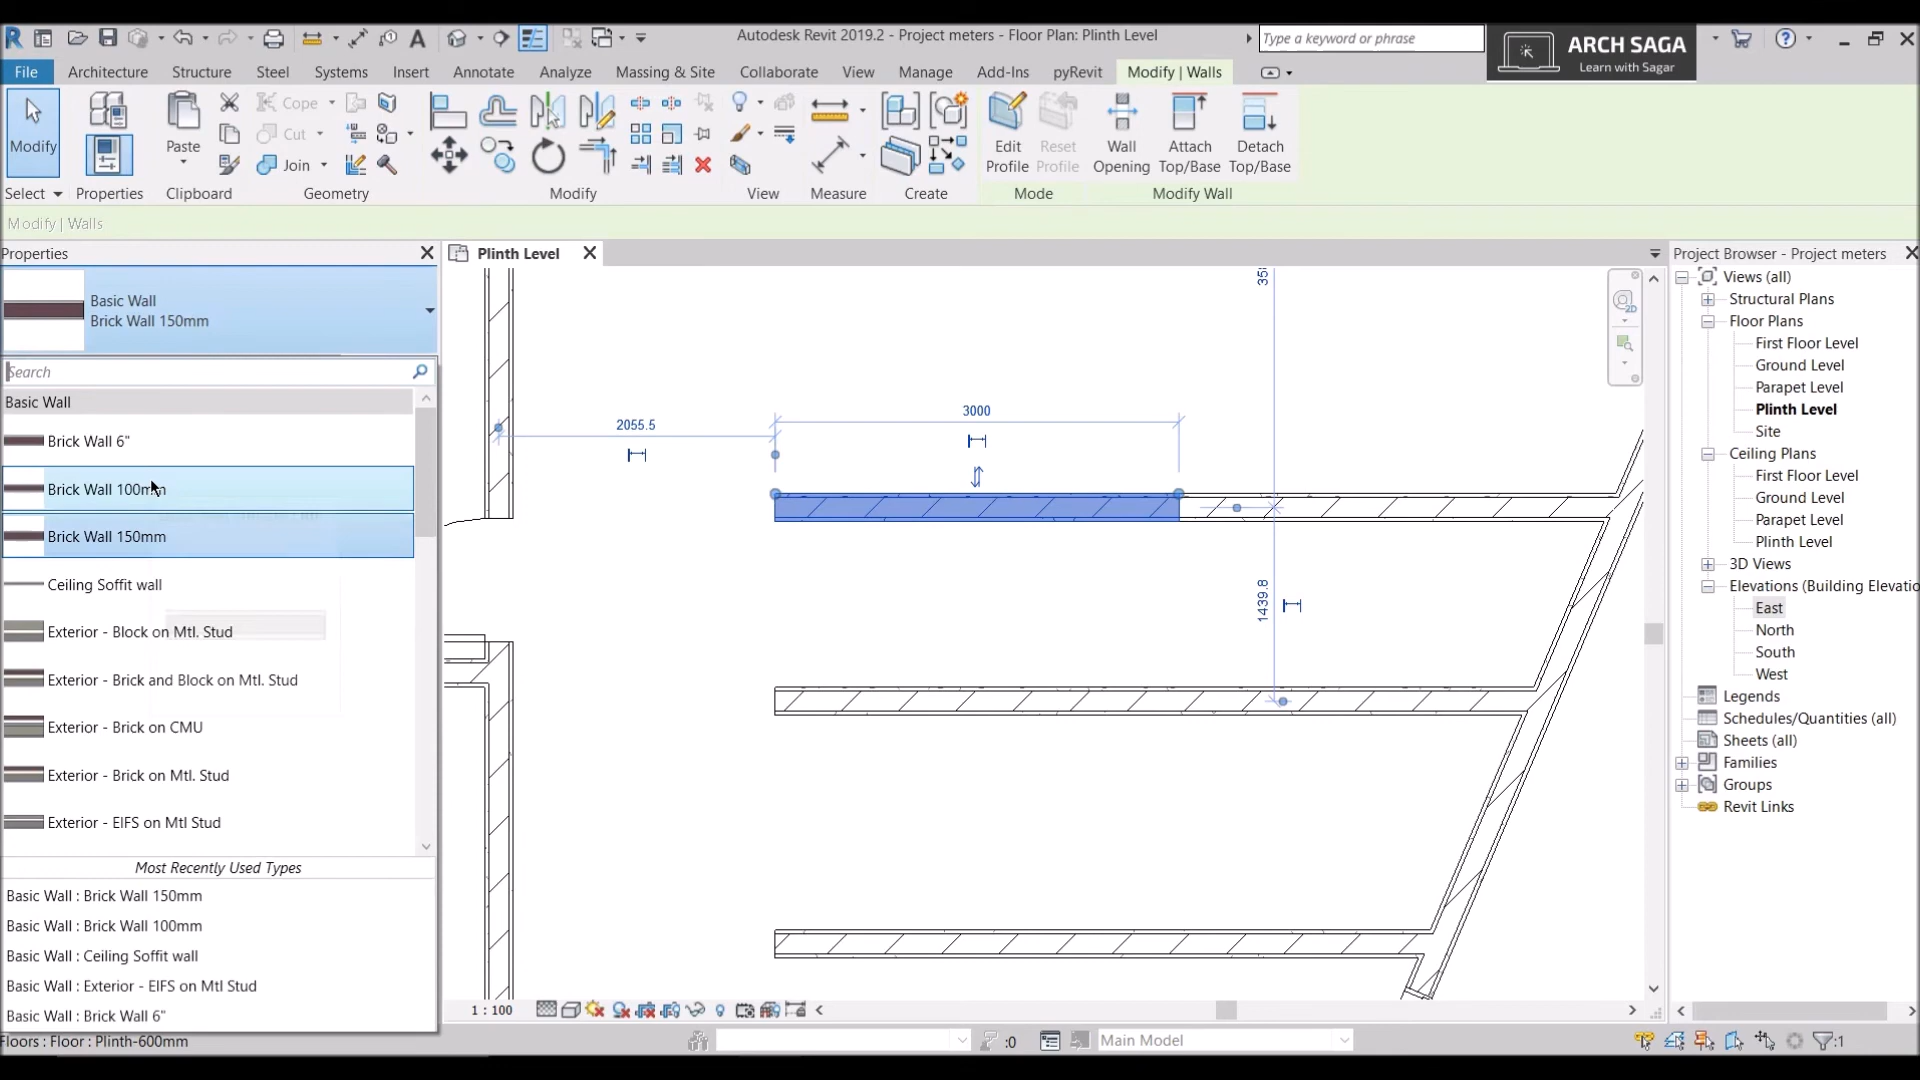 Autodesk Revit 2019.2 - Project meters - Floor Plan: Plinth Level
Type a keyword or phrase
ARCH SAGA
Learn with Sagar
File
Architecture
Structure
Steel
Systems
Insert
Annotate
Analyze
Massing & Site
Collaborate
View
Manage
Add-Ins
pyRevit
Modify | Walls
Modify
Paste
Cope
Cut
Join
Edit Profile
Reset Profile
Wall Opening
Attach Top/Base
Detach Top/Base
Select
Properties
Clipboard
Geometry
Modify
View
Measure
Create
Mode
Modify Wall
Modify | Walls
Properties
Basic Wall
Brick Wall 150mm
Search
Basic Wall
Brick Wall 6"
Brick Wall 100mm
Brick Wall 150mm
Ceiling Soffit wall
Exterior - Block on Mtl. Stud
Exterior - Brick and Block on Mtl. Stud
Exterior - Brick on CMU
Exterior - Brick on Mtl. Stud
Exterior - EIFS on Mtl Stud
Most Recently Used Types
Basic Wall : Brick Wall 150mm
Basic Wall : Brick Wall 100mm
Basic Wall : Ceiling Soffit wall
Basic Wall : Exterior - EIFS on Mtl Stud
Basic Wall : Brick Wall 6"
Plinth Level
2055.5
3000
1439.8
2D
Project Browser - Project meters
Views (all)
Structural Plans
Floor Plans
First Floor Level
Ground Level
Parapet Level
Plinth Level
Site
Ceiling Plans
First Floor Level
Ground Level
Parapet Level
Plinth Level
3D Views
Elevations (Building Elevatio
East
North
South
West
Legends
Schedules/Quantities (all)
Sheets (all)
Families
Groups
Revit Links
1 : 100
Floors : Floor : Plinth-600mm
:0
Main Model
:1